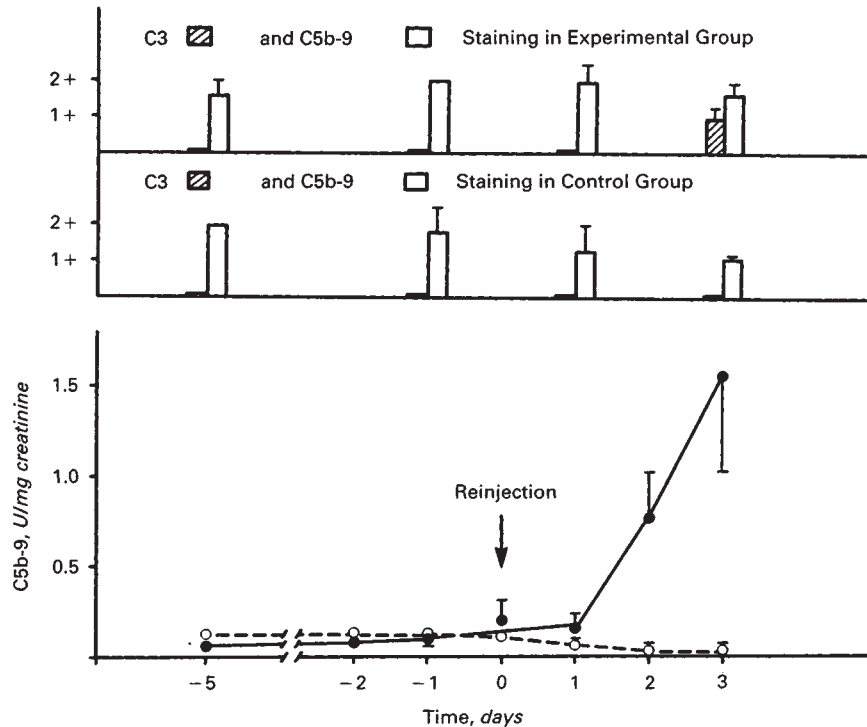 C3 and C5b-9 Staining in Experimental Group
2+
1+
C3 and C5b-9 Staining in Control Group
2+
1+
C5b-9, U/mg creatinine
1.5
1.0
0.5
Reinjection
−5 −2 −1 0 1 2 3
Time, days